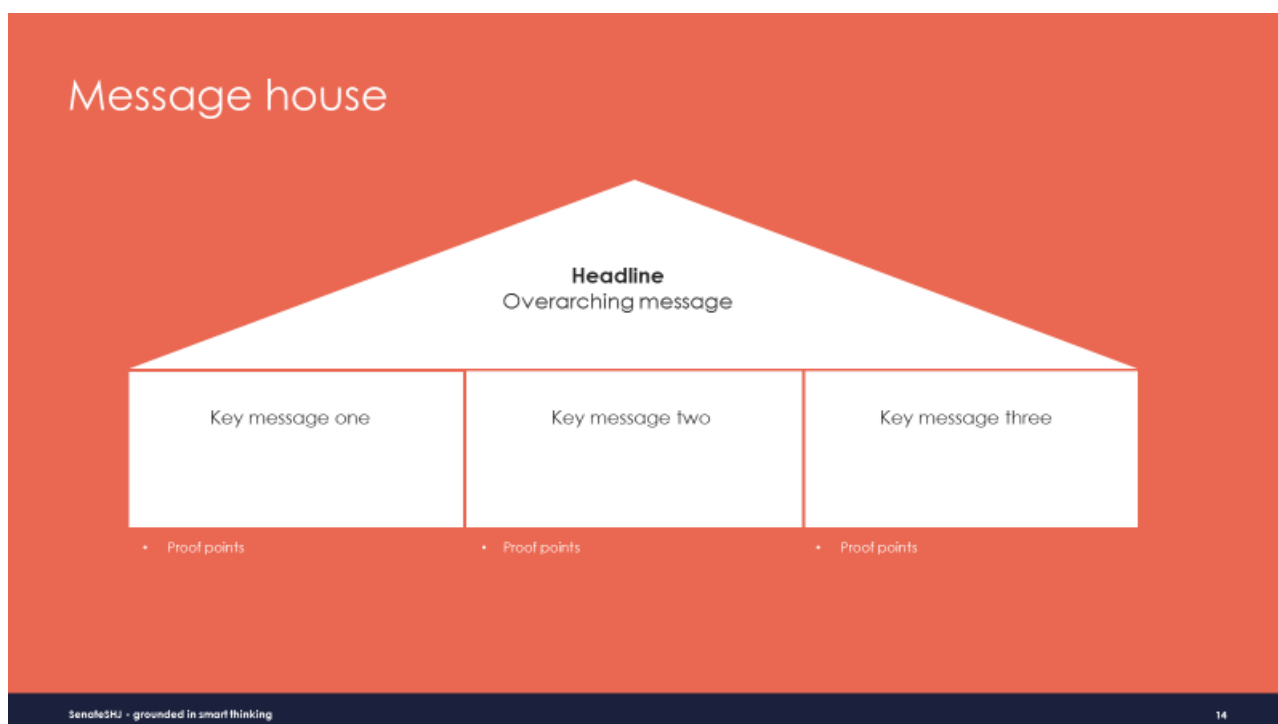 Message house
Headline
Overarching message
Key message one
Key message two
Key message three
• Proof points
• Proof points
• Proof points
SenateSHJ - grounded in smart thinking
14